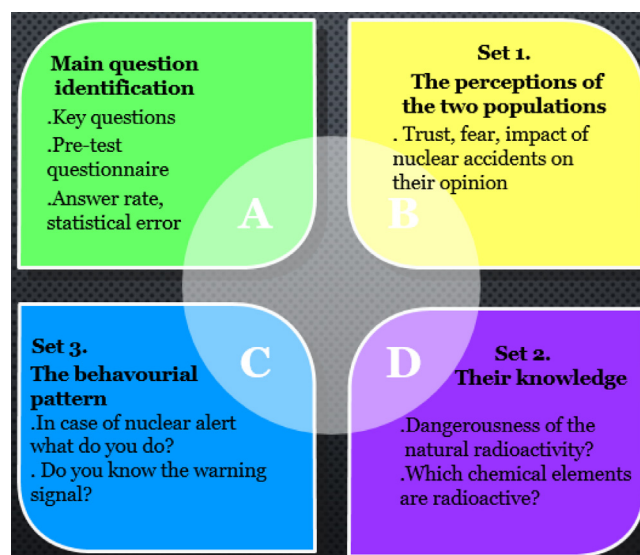 Main question
identification
.Key questions
.Pre-test
questionnaire
.Answer rate,
statistical error
A
Set 1.
The perceptions of
the two populations
. Trust, fear, impact of
nuclear accidents on
their opinion
B
Set 3.
The behavourial
pattern
.In case of nuclear alert
what do you do?
. Do you know the warning
signal?
C
D
Set 2.
Their knowledge
.Dangerousness of the
natural radioactivity?
.Which chemical elements
are radioactive?